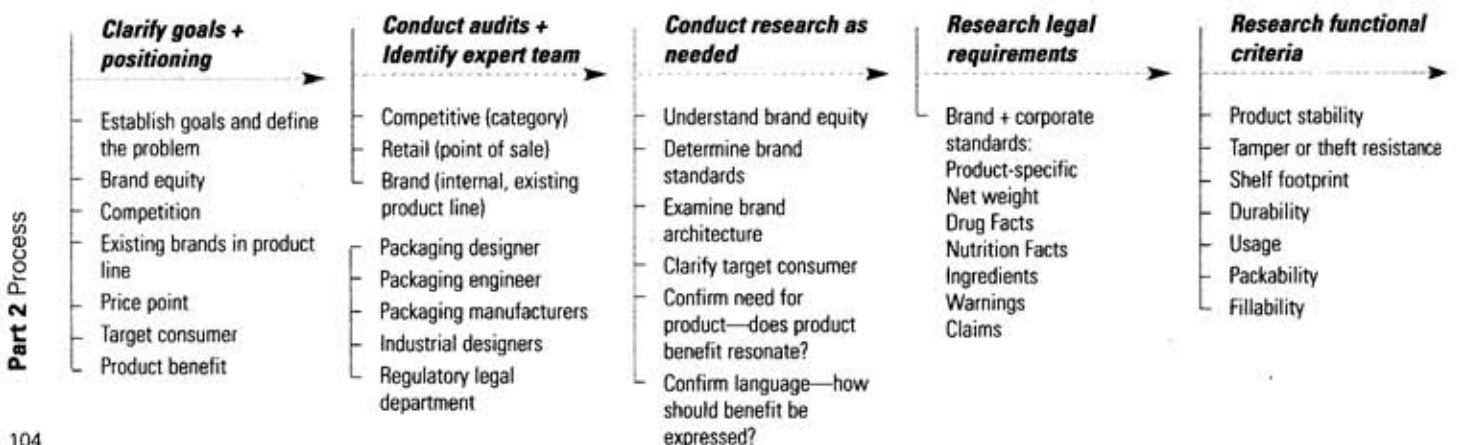 Clarify goals +
positioning
Establish goals and define
the problem
Brand equity
Competition
Existing brands in product
line
Price point
Target consumer
Product benefit
Conduct audits +
Identify expert team
Competitive (category)
Retail (point of sale)
Brand (internal, existing
product line)
Packaging designer
Packaging engineer
Packaging manufacturers
Industrial designers
Regulatory legal
department
Conduct research as
needed
Understand brand equity
Determine brand
standards
Examine brand
architecture
Clarify target consumer
Confirm need for
product—does product
benefit resonate?
Confirm language—how
should benefit be
expressed?
Research legal
requirements
Brand + corporate
standards:
Product-specific
Net weight
Drug Facts
Nutrition Facts
Ingredients
Warnings
Claims
Research functional
criteria
Product stability
Tamper or theft resistance
Shelf footprint
Durability
Usage
Packability
Fillability
Part 2 Process
104